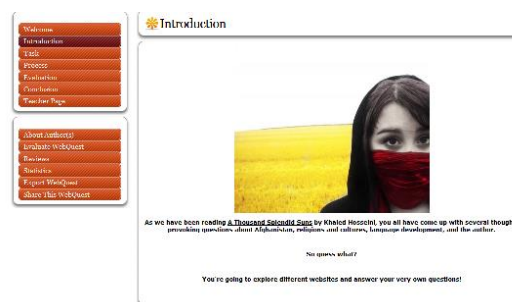 Welcome
Introduction
Task
Process
Evaluation
Conclusion
Teacher Page
About Author(s)
Evaluate WebQuest
Reviews
Statistics
Export WebQuest
Share This WebQuest
Introduction
As we have been reading A Thousand Splendid Suns by Khaled Hosseini, you all have come up with several though
provoking questions about Afghanistan, religions and cultures, language development, and the author.
So guess what?
You're going to explore different websites and answer your very own questions!